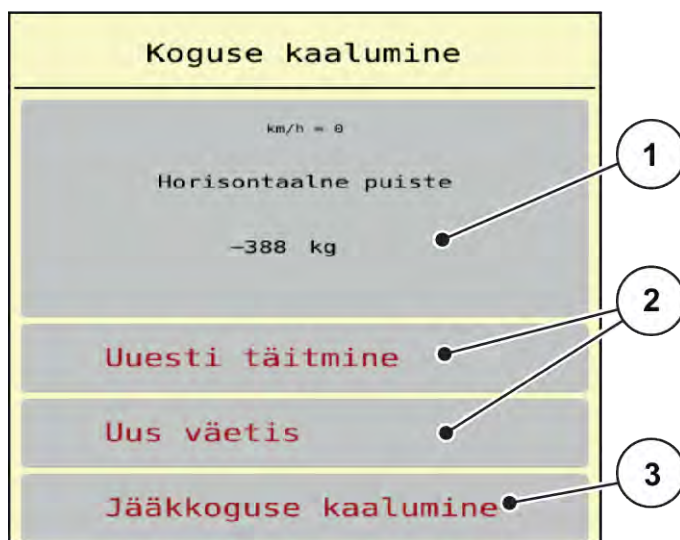 Koguse kaalumine
km/h = 0
Horisontaalne puiste
1
-388 kg
2
Uuesti täitmine
Uus väetis
3
Jääkkoguse kaalumine